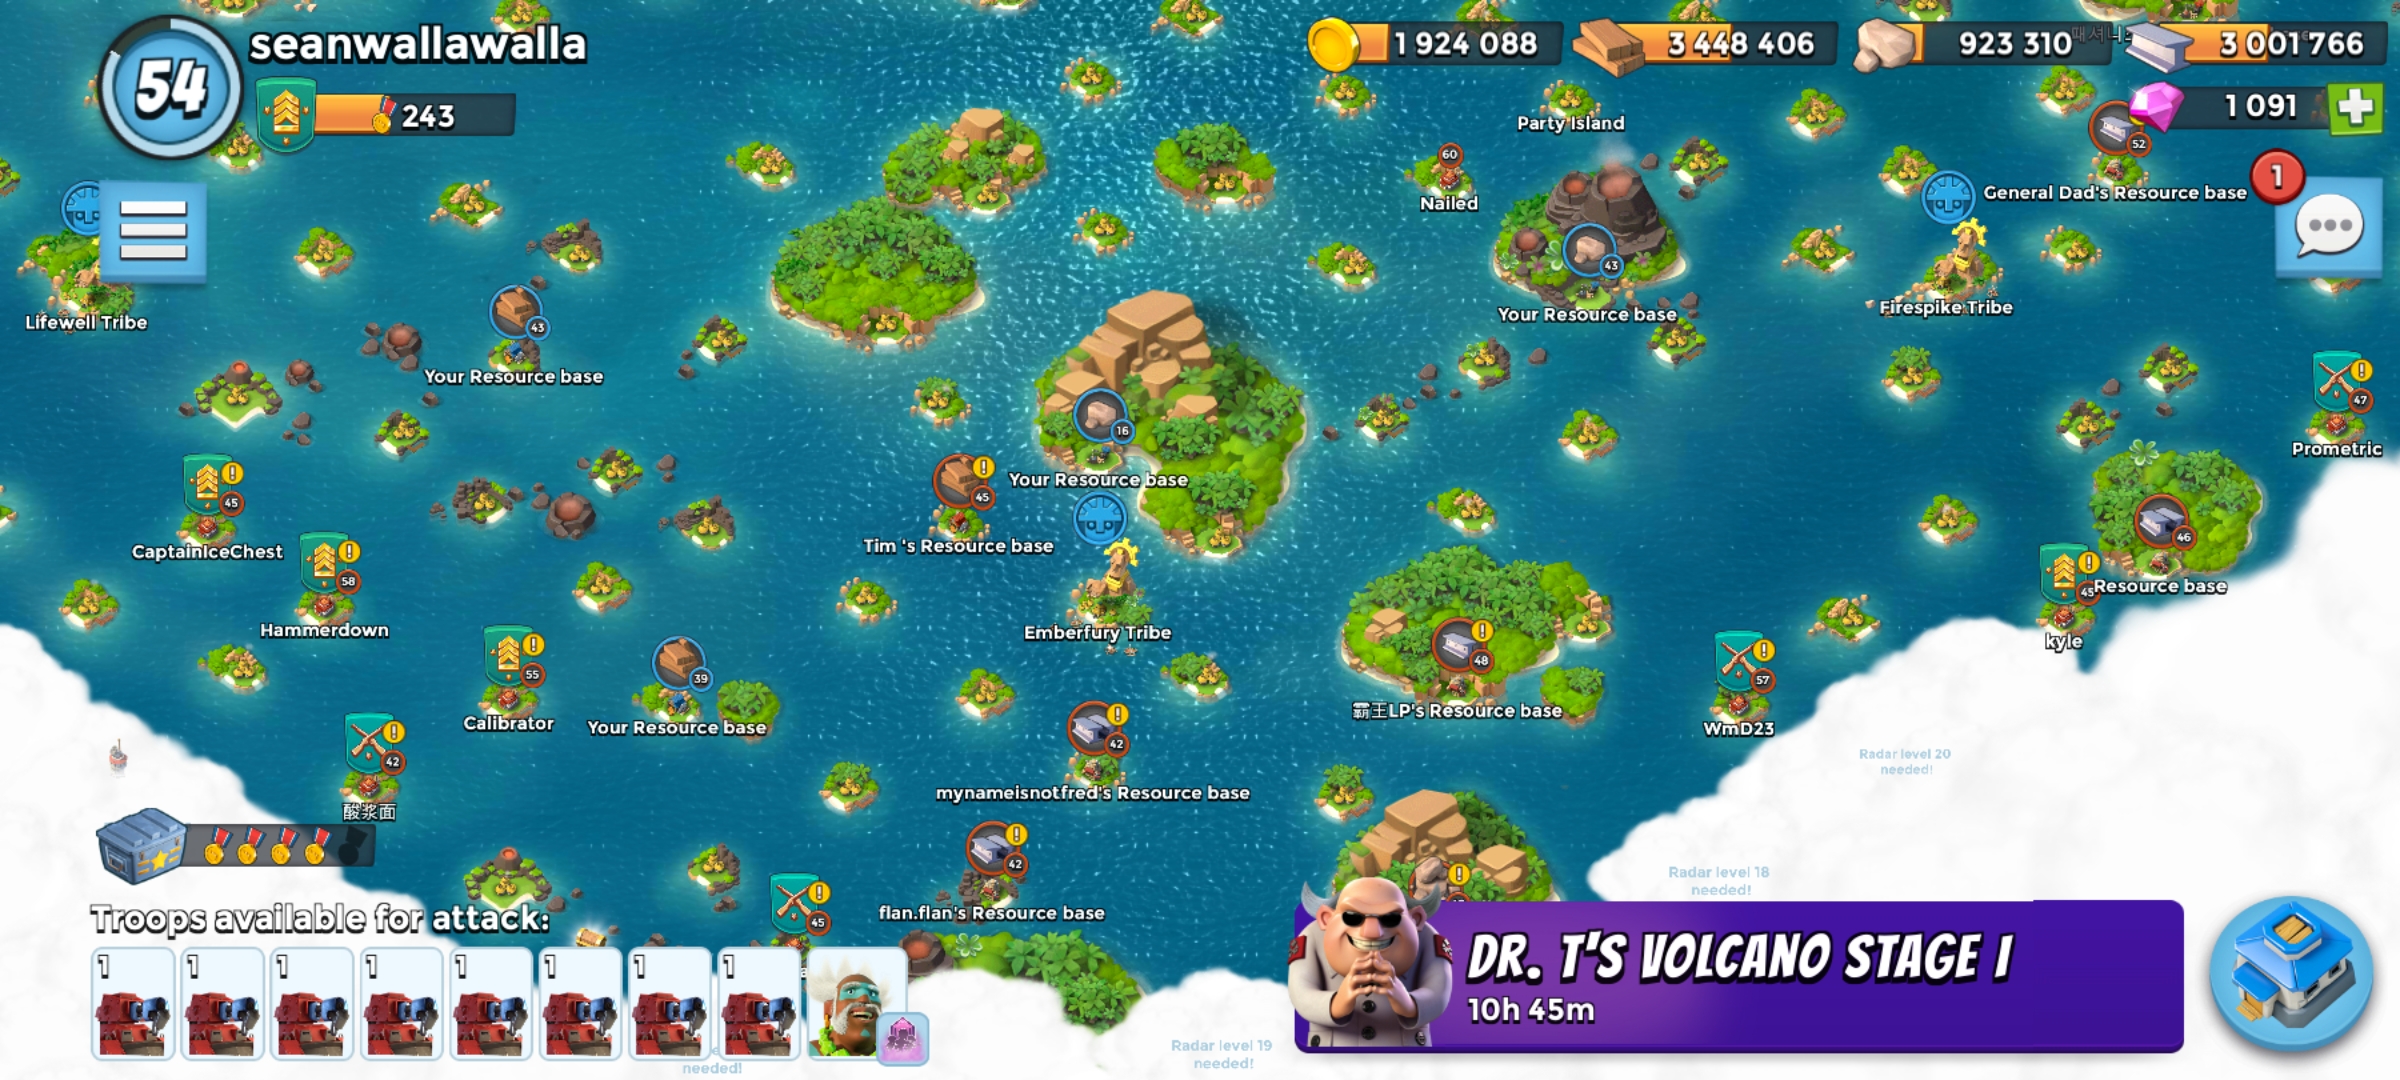 54
seanwallawalla
243
1 924 088
3 448 406
923 310
3 001 766
1 091
1
Party Island
60
Nailed
52
General Dad's Resource base
43
Your Resource base
Firespike Tribe
Lifewell Tribe
43
Your Resource base
16
Your Resource base
47
Prometric
45
CaptainIceChest
45
Tim 's Resource base
46
Resource base
45
kyle
58
Hammerdown
Emberfury Tribe
55
Calibrator
39
Your Resource base
48
霸王LP's Resource base
57
WmD23
42
酸浆面
42
mynameisnotfred's Resource base
Radar level 20
needed!
42
flan.flan's Resource base
45
Radar level 18
needed!
Troops available for attack:
1
1
1
1
1
1
1
1
DR. T'S VOLCANO STAGE I
10h 45m
Radar level 19
needed!
needed!